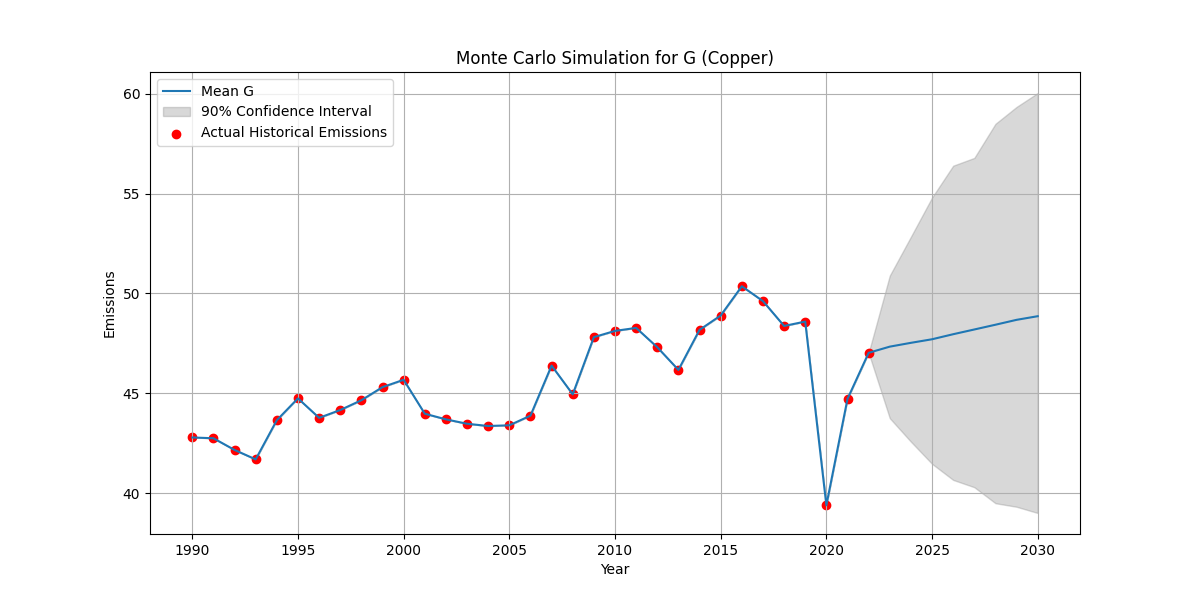 Monte Carlo Simulation for G (Copper)
Mean G
90% Confidence Interval
Actual Historical Emissions
60
55
50
45
40
Emissions
1990 1995 2000 2005 2010 2015 2020 2025 2030
Year